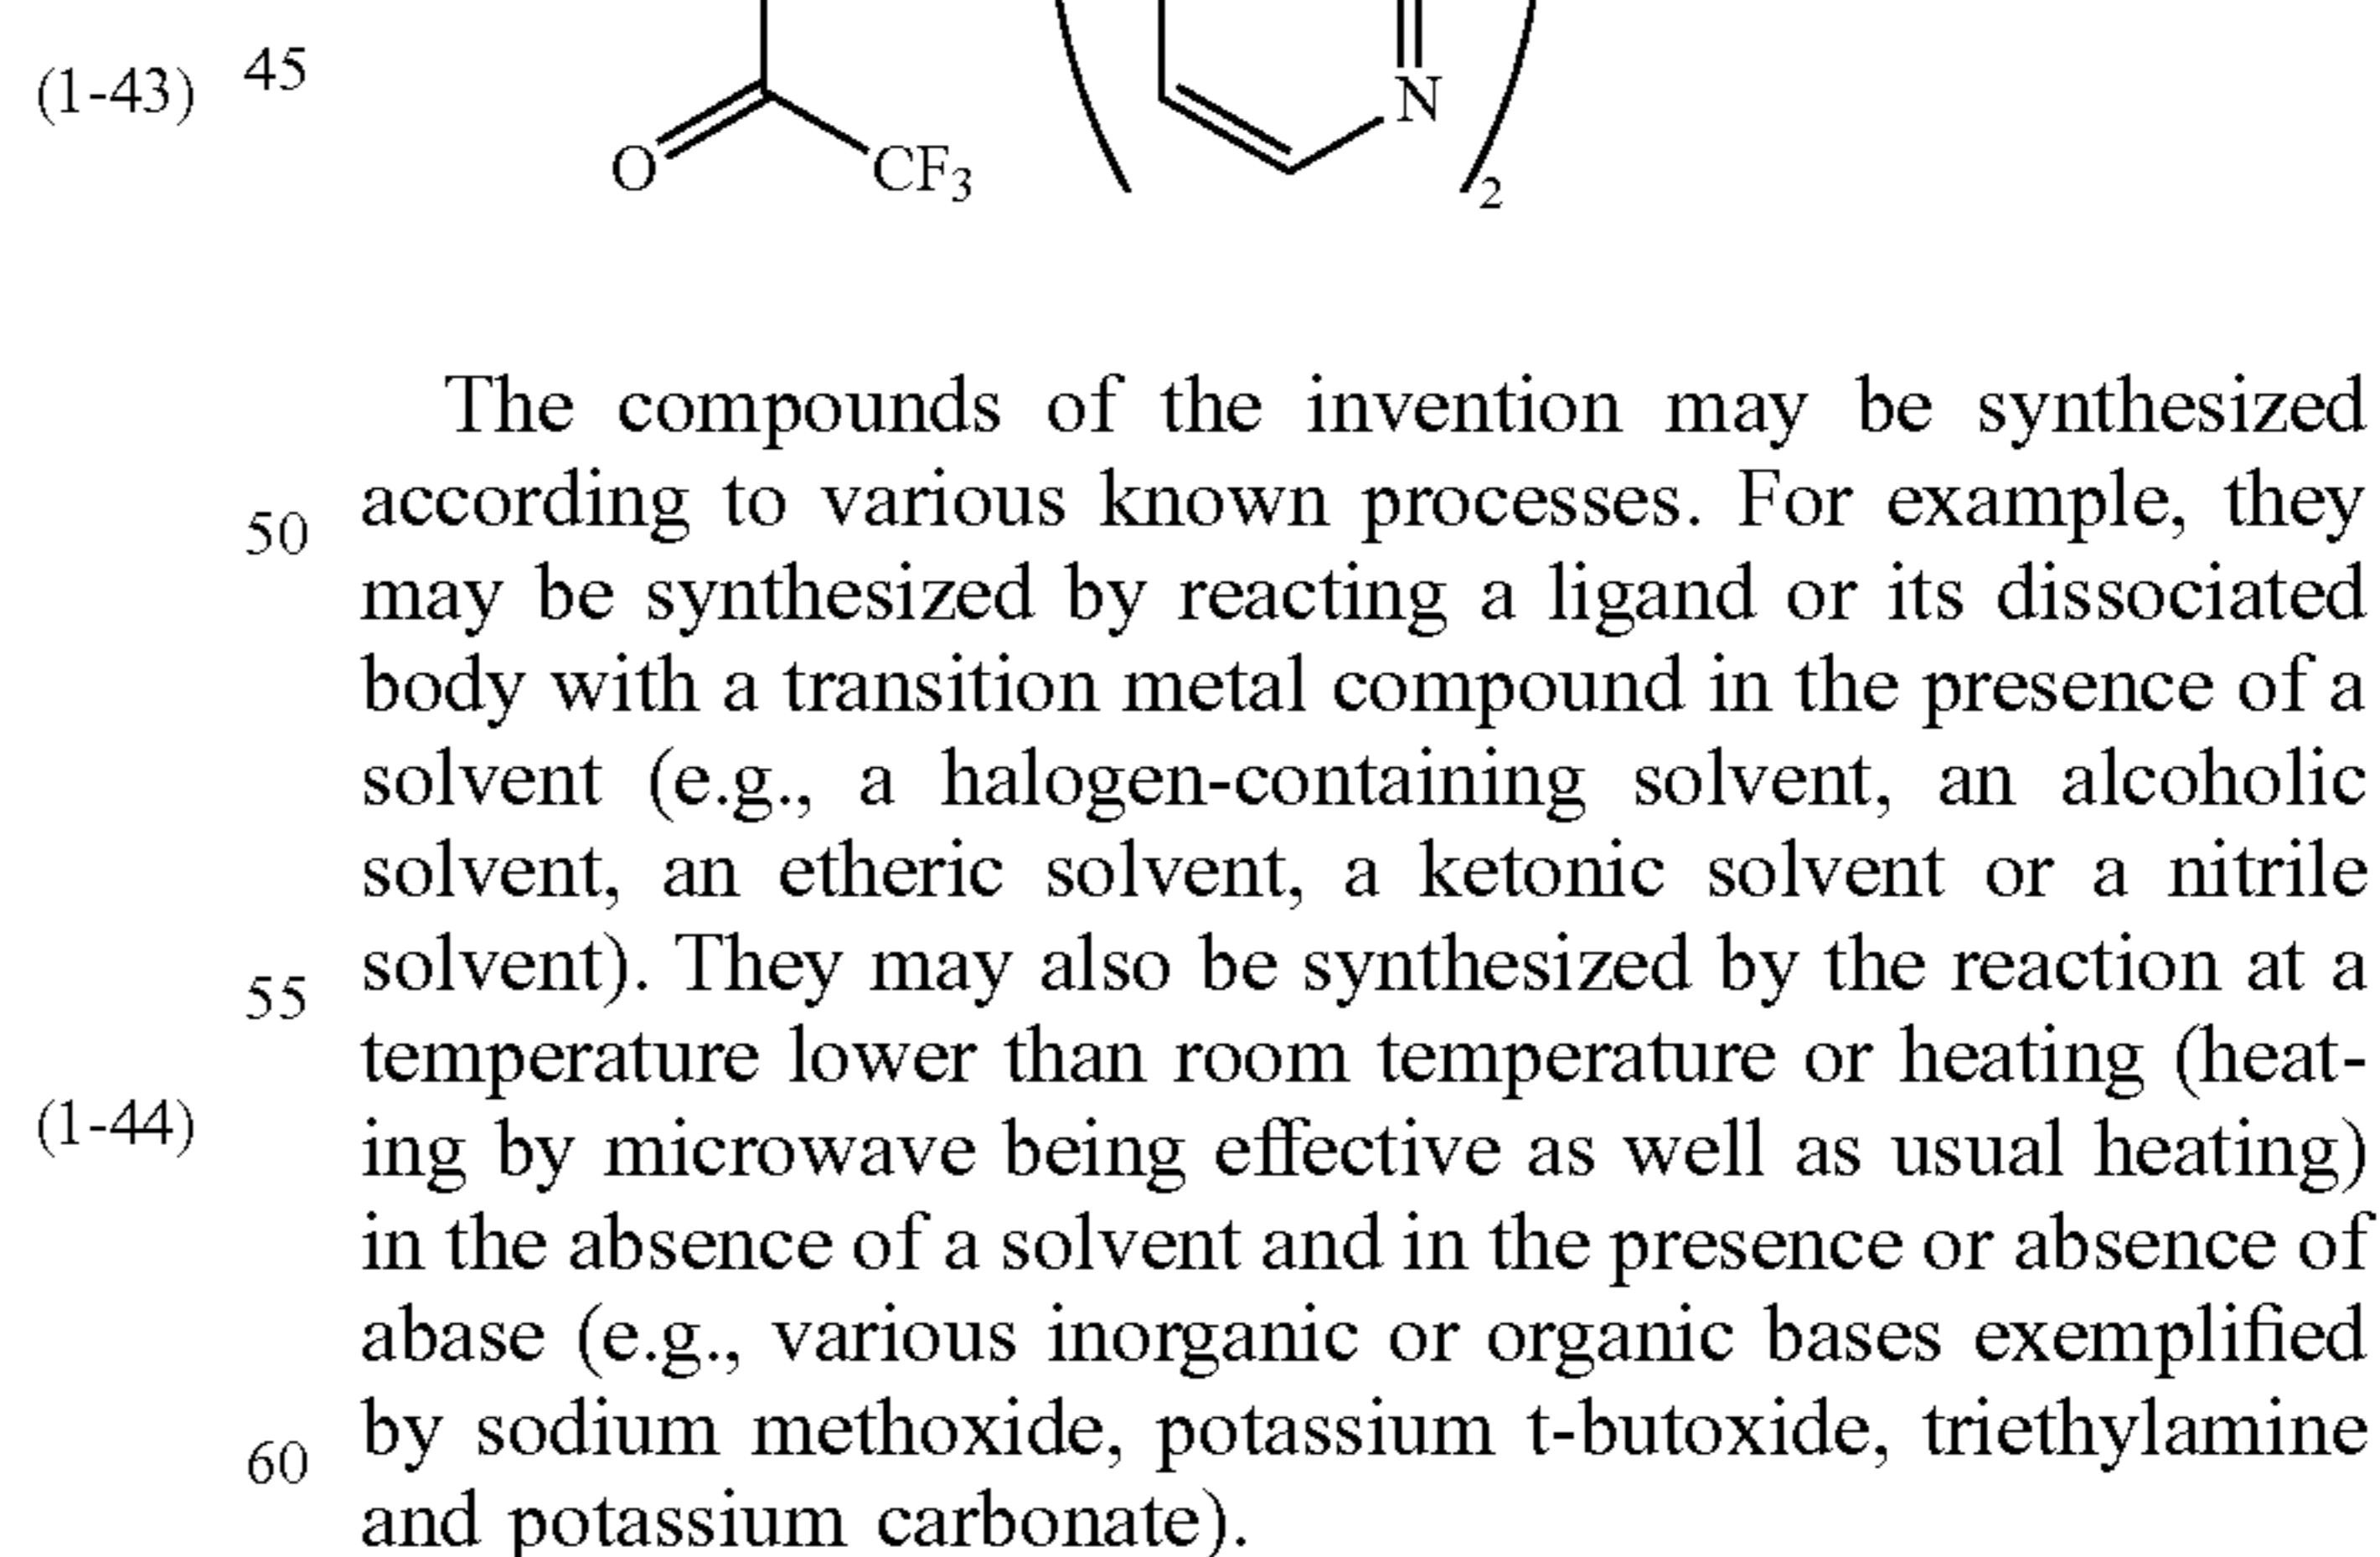 (1-43) 45
N
O
CF3
2
The compounds of the invention may be synthesized
50 according to various known processes. For example, they
may be synthesized by reacting a ligand or its dissociated
body with a transition metal compound in the presence of a
solvent (e.g., a halogen-containing solvent, an alcoholic
solvent, an etheric solvent, a ketonic solvent or a nitrile
55 solvent). They may also be synthesized by the reaction at a
temperature lower than room temperature or heating (heat-
(1-44) ing by microwave being effective as well as usual heating)
in the absence of a solvent and in the presence or absence of
abase (e.g., various inorganic or organic bases exemplified
60 by sodium methoxide, potassium t-butoxide, triethylamine
and potassium carbonate).